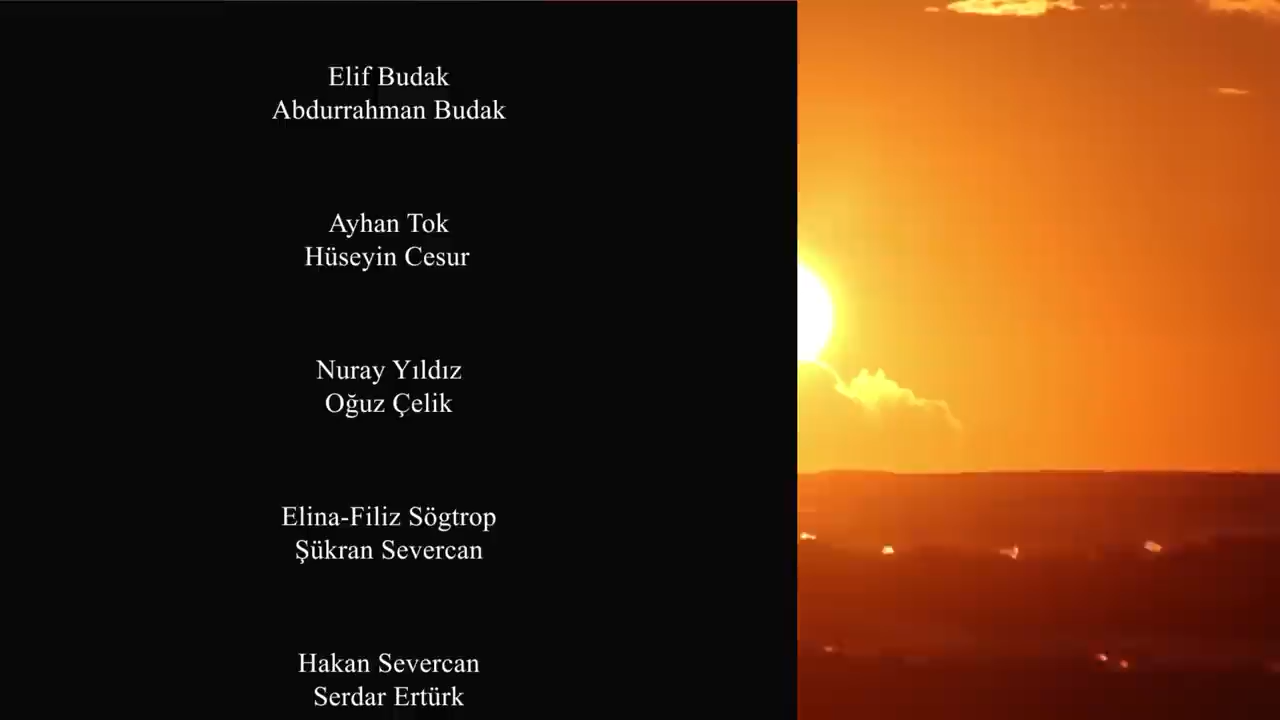 Elif Budak
Abdurrahman Budak
Ayhan Tok
Hüseyin Cesur
Nuray Yıldız
Oğuz Çelik
Elina-Filiz Sögtrop
Şükran Severcan
Hakan Severcan
Serdar Ertürk